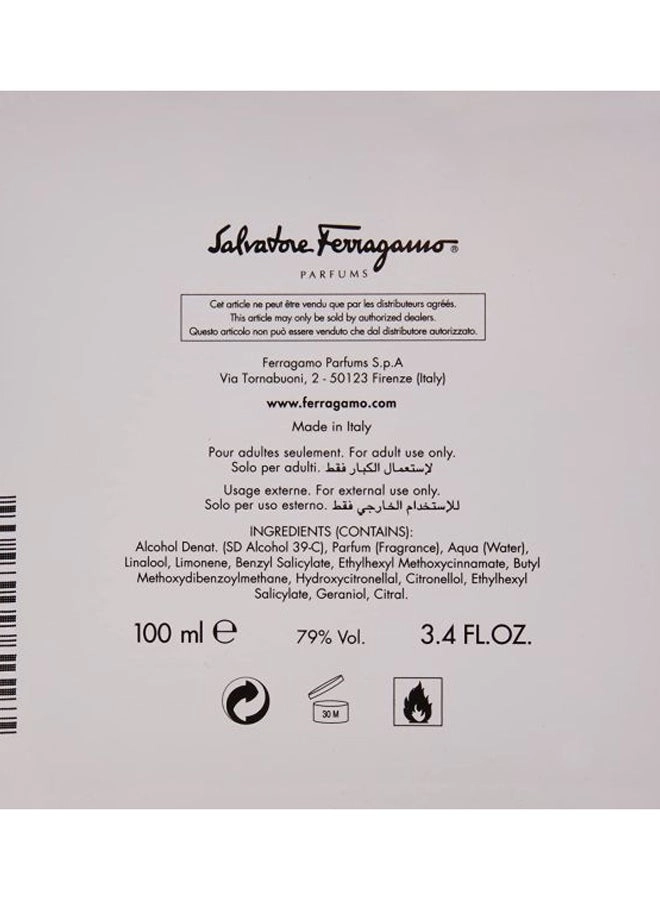 Salvatore Ferragamo®
PARFUMS
Cet article ne peut être vendu que par les distributeurs agréés.
This article may only be sold by authorized dealers.
Questo articolo non può essere venduto che dal distributore autorizzato.
Ferragamo Parfums S.p.A
Via Tornabuoni, 2 - 50123 Firenze (Italy)
www.ferragamo.com
Made in Italy
Pour adultes seulement. For adult use only.
Solo per adulti. لإستعمال الكبار فقط
Usage externe. For external use only.
Solo per uso esterno. للإستخدام الخارجي فقط
INGREDIENTS (CONTAINS):
Alcohol Denat. (SD Alcohol 39-C), Parfum (Fragrance), Aqua (Water),
Linalool, Limonene, Benzyl Salicylate, Ethylhexyl Methoxycinnamate, Butyl
Methoxydibenzoylmethane, Hydroxycitronellal, Citronellol, Ethylhexyl
Salicylate, Geraniol, Citral.
100 ml ℮ 79% Vol. 3.4 FL.OZ.
30 M